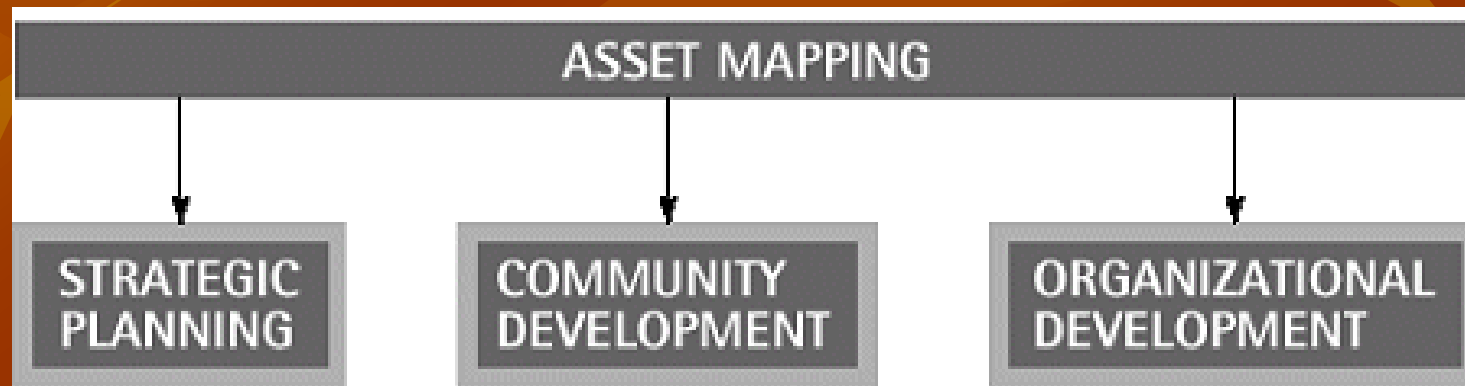 ASSET MAPPING
STRATEGIC
PLANNING
COMMUNITY
DEVELOPMENT
ORGANIZATIONAL
DEVELOPMENT